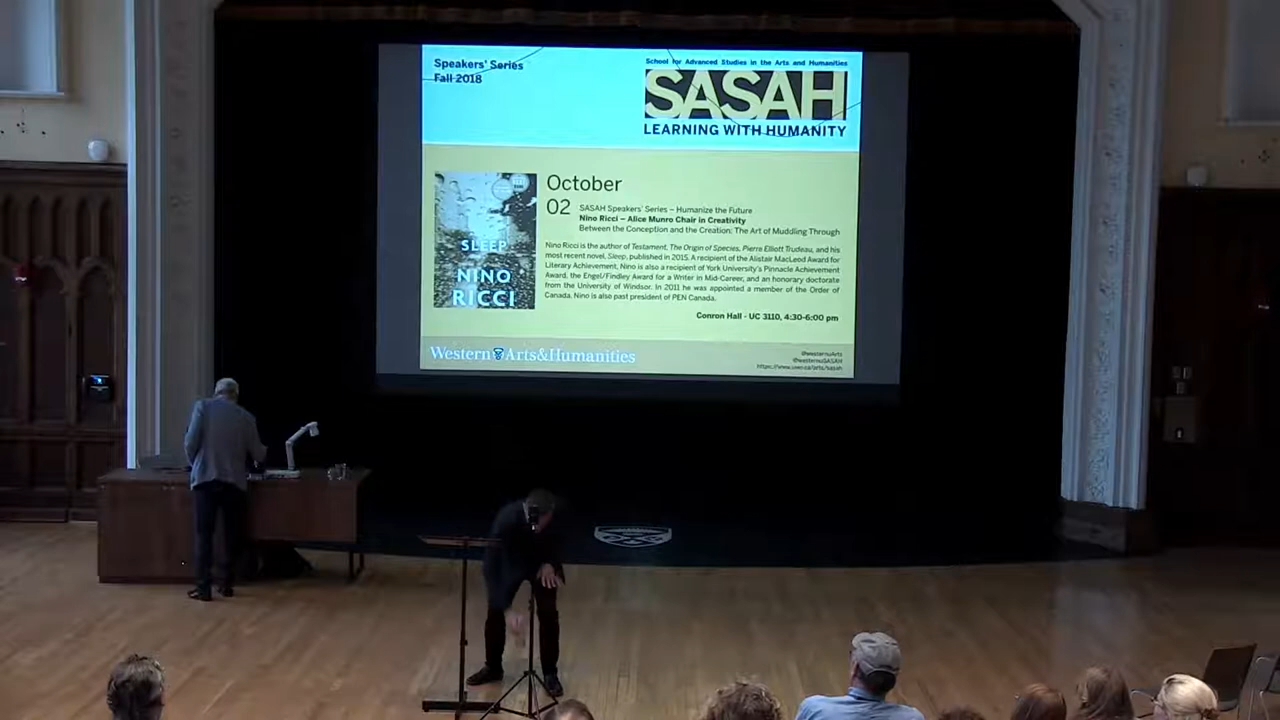 Speakers' Series
Fall 2018
School for Advanced Studies in the Arts and Humanities
SASAH
LEARNING WITH HUMANITY
SLEEP
NINO
RICCI
October
02
SASAH Speakers' Series – Humanize the Future
Nino Ricci – Alice Munro Chair in Creativity
Between the Conception and the Creation: The Art of Muddling Through
Nino Ricci is the author of Testament, The Origin of Species, Pierre Elliott Trudeau, and his
most recent novel, Sleep, published in 2015. A recipient of the Alistair MacLeod Award for
Literary Achievement, Nino is also a recipient of York University's Pinnacle Achievement
Award, the Engel/Findley Award for a Writer in Mid-Career, and an honorary doctorate
from the University of Windsor. In 2011 he was appointed a member of the Order of
Canada. Nino is also past president of PEN Canada.
Conron Hall - UC 3110, 4:30-6:00 pm
Western Arts&Humanities
@westernuArts
@westernuSASAH
https://www.uwo.ca/arts/sasah